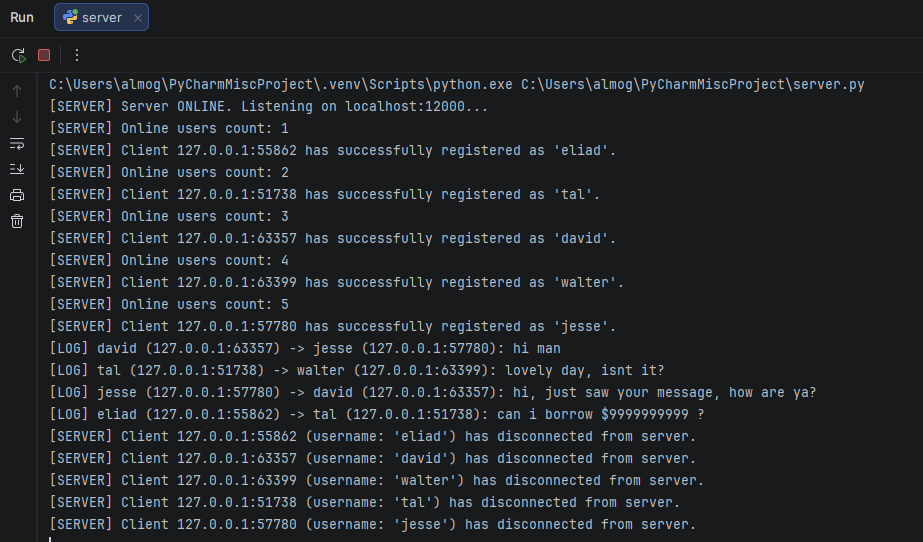 Run server
C:\Users\almog\PyCharmMiscProject\.venv\Scripts\python.exe C:\Users\almog\PyCharmMiscProject\server.py
[SERVER] Server ONLINE. Listening on localhost:12000...
[SERVER] Online users count: 1
[SERVER] Client 127.0.0.1:55862 has successfully registered as 'eliad'.
[SERVER] Online users count: 2
[SERVER] Client 127.0.0.1:51738 has successfully registered as 'tal'.
[SERVER] Online users count: 3
[SERVER] Client 127.0.0.1:63357 has successfully registered as 'david'.
[SERVER] Online users count: 4
[SERVER] Client 127.0.0.1:63399 has successfully registered as 'walter'.
[SERVER] Online users count: 5
[SERVER] Client 127.0.0.1:57780 has successfully registered as 'jesse'.
[LOG] david (127.0.0.1:63357) -> jesse (127.0.0.1:57780): hi man
[LOG] tal (127.0.0.1:51738) -> walter (127.0.0.1:63399): lovely day, isnt it?
[LOG] jesse (127.0.0.1:57780) -> david (127.0.0.1:63357): hi, just saw your message, how are ya?
[LOG] eliad (127.0.0.1:55862) -> tal (127.0.0.1:51738): can i borrow $9999999999 ?
[SERVER] Client 127.0.0.1:55862 (username: 'eliad') has disconnected from server.
[SERVER] Client 127.0.0.1:63357 (username: 'david') has disconnected from server.
[SERVER] Client 127.0.0.1:63399 (username: 'walter') has disconnected from server.
[SERVER] Client 127.0.0.1:51738 (username: 'tal') has disconnected from server.
[SERVER] Client 127.0.0.1:57780 (username: 'jesse') has disconnected from server.